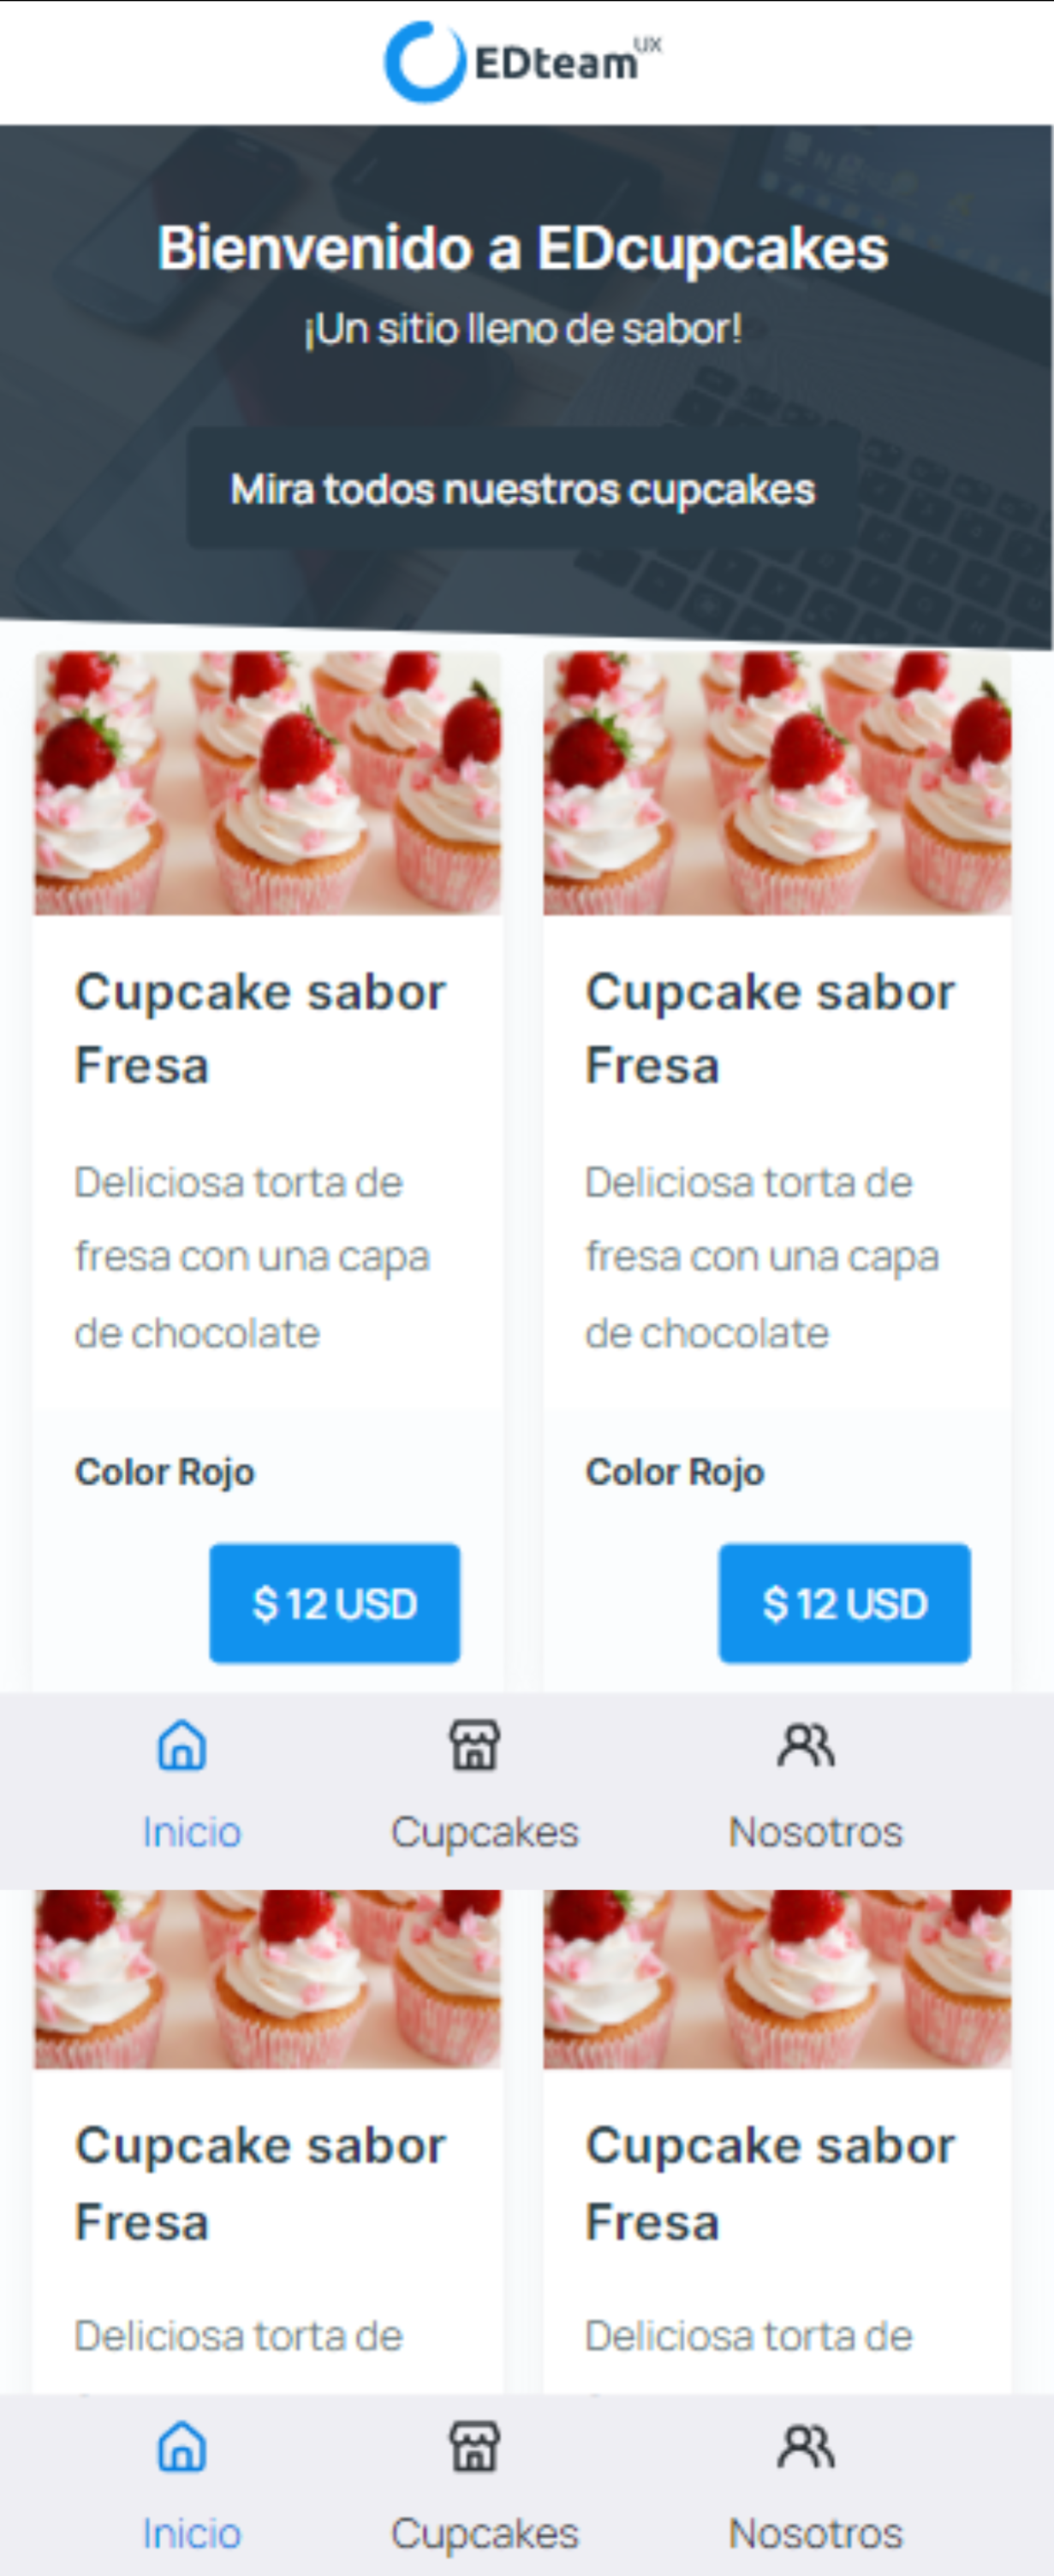 EDteam UX
Bienvenido a EDcupcakes
¡Un sitio lleno de sabor!
Mira todos nuestros cupcakes
Cupcake sabor
Fresa
Deliciosa torta de
fresa con una capa
de chocolate
Color Rojo
$ 12 USD
Cupcake sabor
Fresa
Deliciosa torta de
fresa con una capa
de chocolate
Color Rojo
$ 12 USD
Inicio
Cupcakes
Nosotros
Cupcake sabor
Fresa
Deliciosa torta de
Cupcake sabor
Fresa
Deliciosa torta de
Inicio
Cupcakes
Nosotros